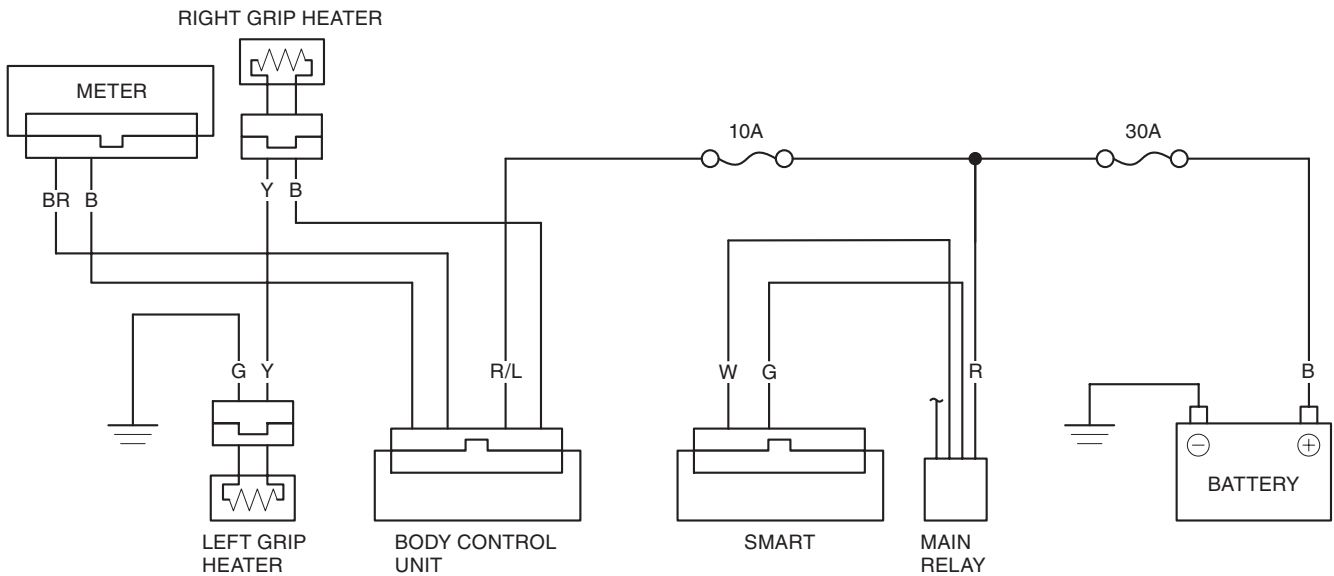 RIGHT GRIP HEATER
METER
10A
30A
Y B
BR B
G Y
R/L
W G
R
B
− +
BATTERY
LEFT GRIP
HEATER
BODY CONTROL
UNIT
SMART
MAIN
RELAY